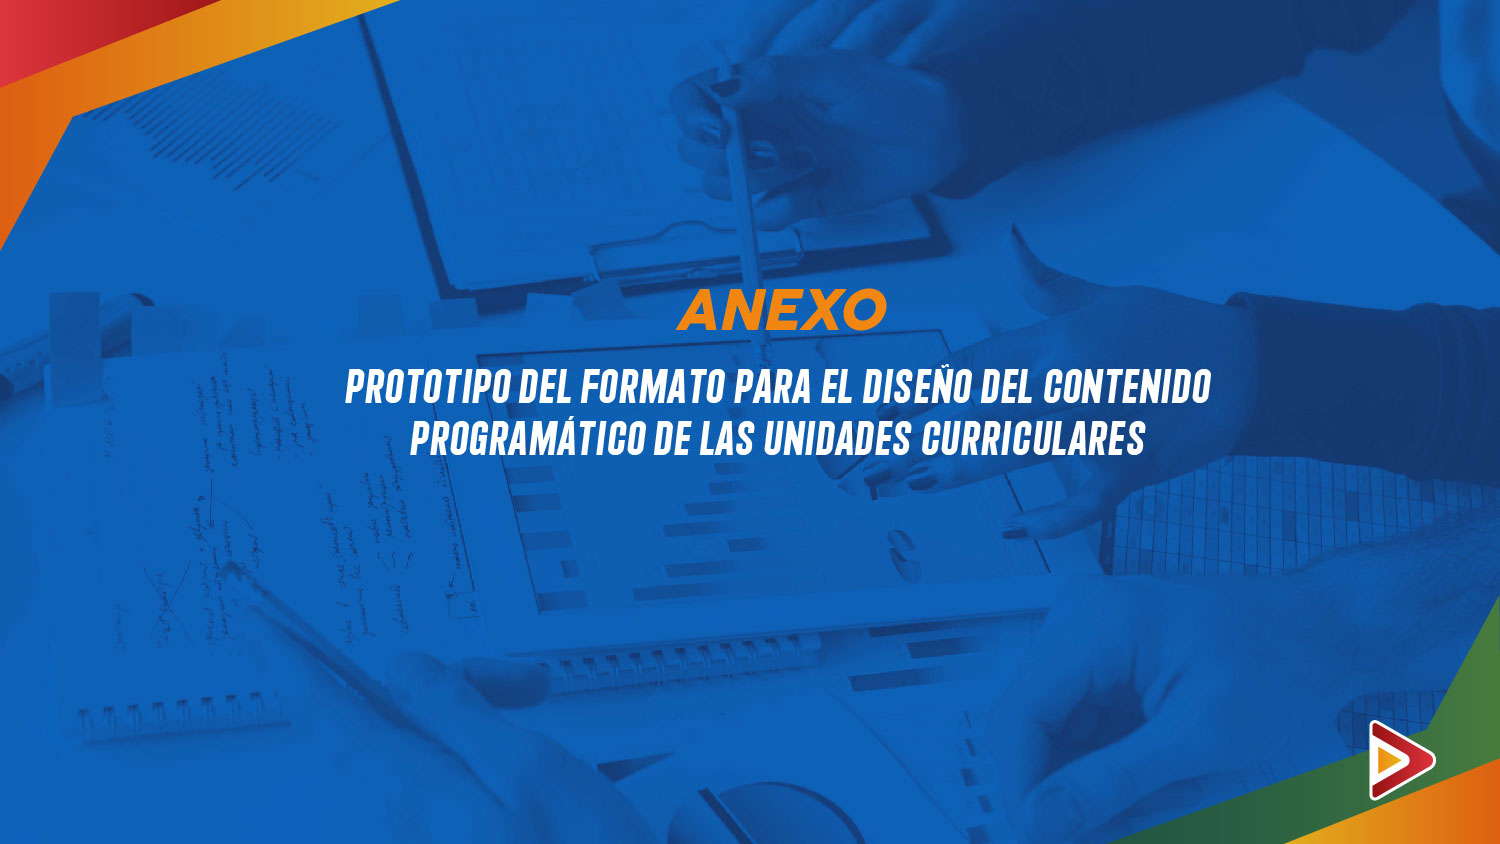 ANEXO
PROTOTIPO DEL FORMATO PARA EL DISEÑO DEL CONTENIDO
PROGRAMÁTICO DE LAS UNIDADES CURRICULARES